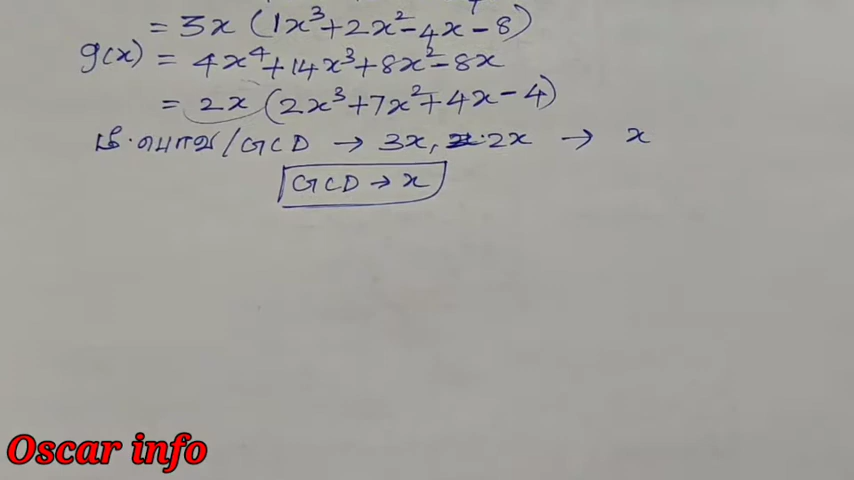 = 3x (1x³+2x²-4x-8)
g(x) = 4x⁴+14x³+8x²-8x
= 2x (2x³+7x²+4x-4)
/GCD → 3x, 2x → x
GCD → x
Oscar info